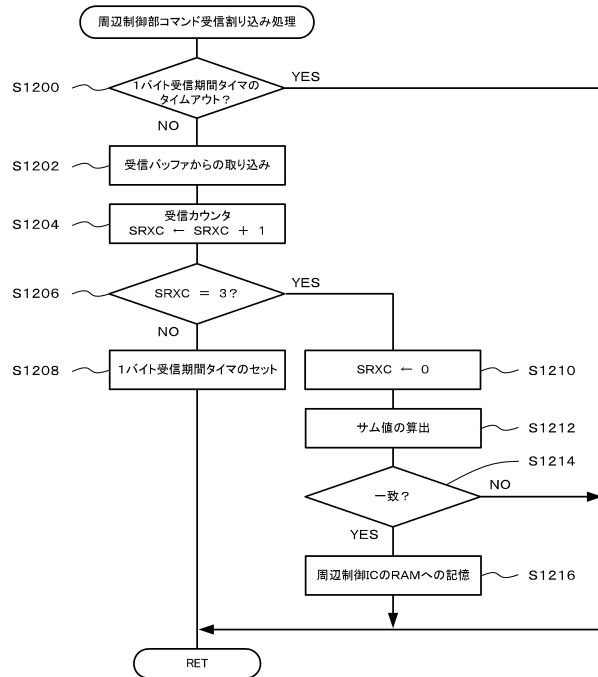 周辺制御部コマンド受信割り込み処理
S1200
1バイト受信期間タイマの
タイムアウト？
YES
NO
S1202
受信バッファからの取り込み
S1204
受信カウンタ
SRXC ← SRXC + 1
S1206
SRXC = 3?
YES
NO
S1208
1バイト受信期間タイマのセット
SRXC ← 0
S1210
サム値の算出
S1212
S1214
一致？
NO
YES
周辺制御ICのRAMへの記憶
S1216
RET